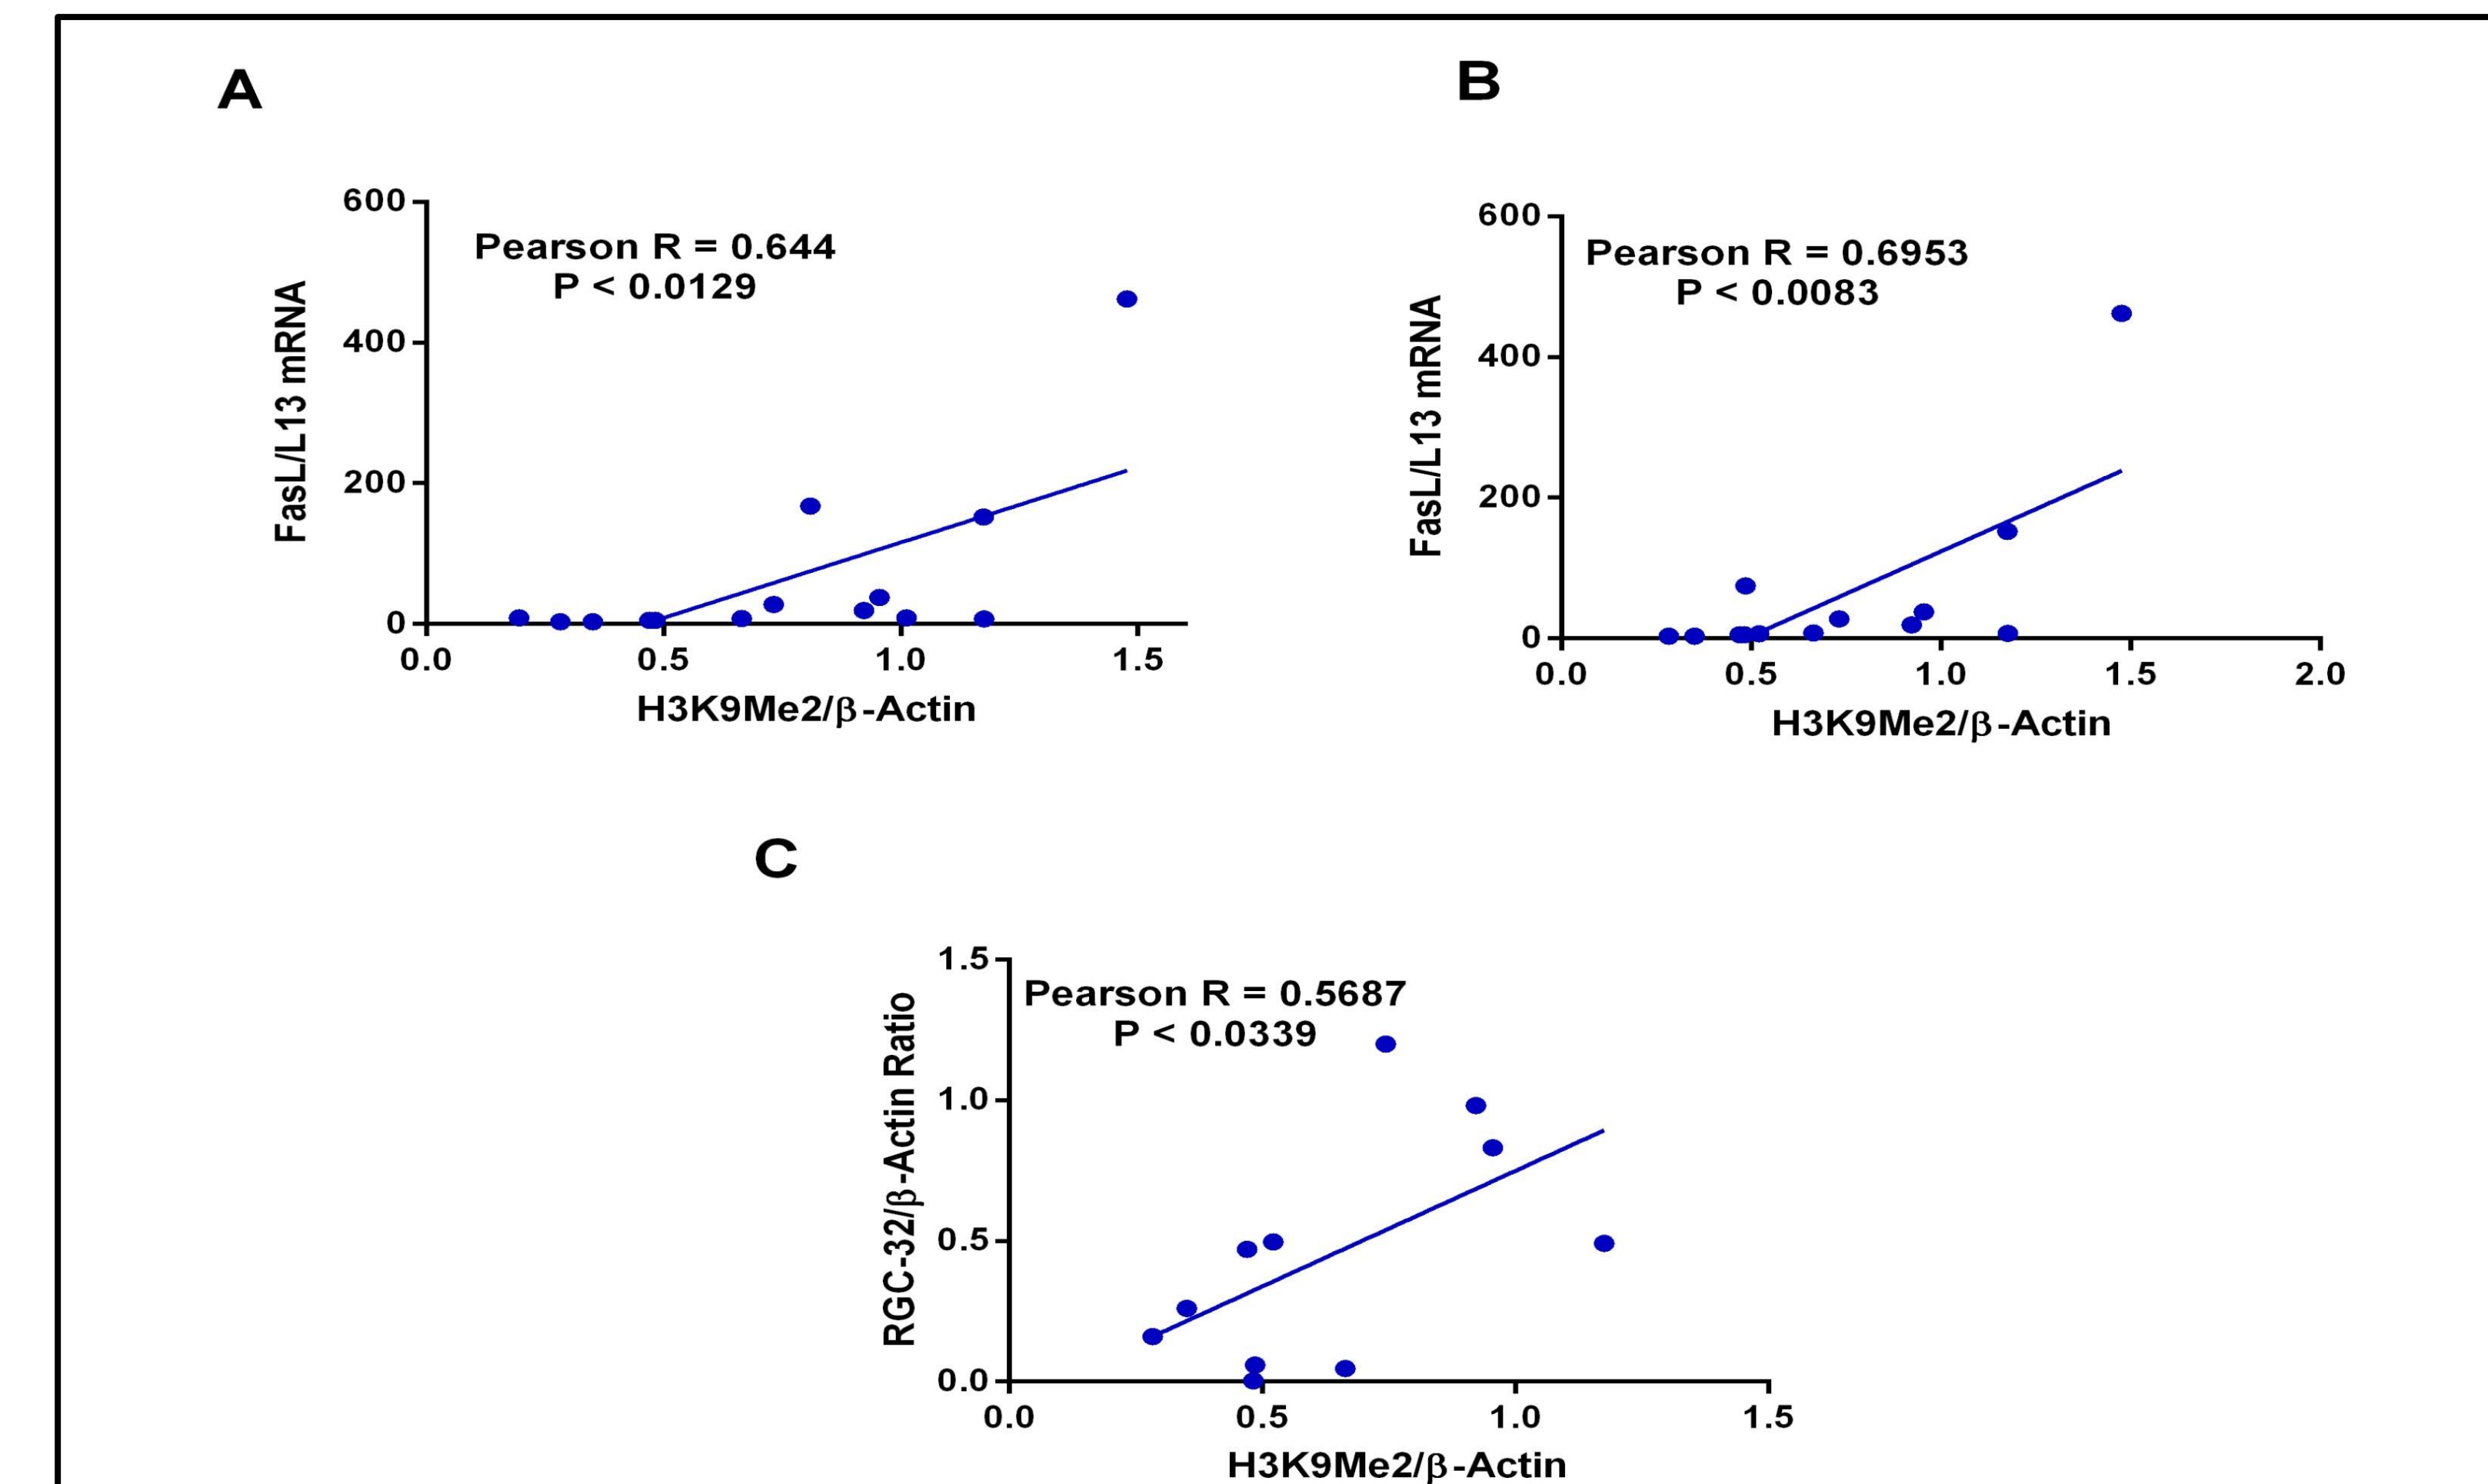 A
600
400
200
0
FasL/L13 mRNA
Pearson R = 0.644
P < 0.0129
0.0 0.5 1.0 1.5
H3K9Me2/β-Actin
B
600
400
200
0
FasL/L13 mRNA
Pearson R = 0.6953
P < 0.0083
0.0 0.5 1.0 1.5 2.0
H3K9Me2/β-Actin
C
1.5
1.0
0.5
0.0
RGC-32/β-Actin Ratio
Pearson R = 0.5687
P < 0.0339
0.0 0.5 1.0 1.5
H3K9Me2/β-Actin